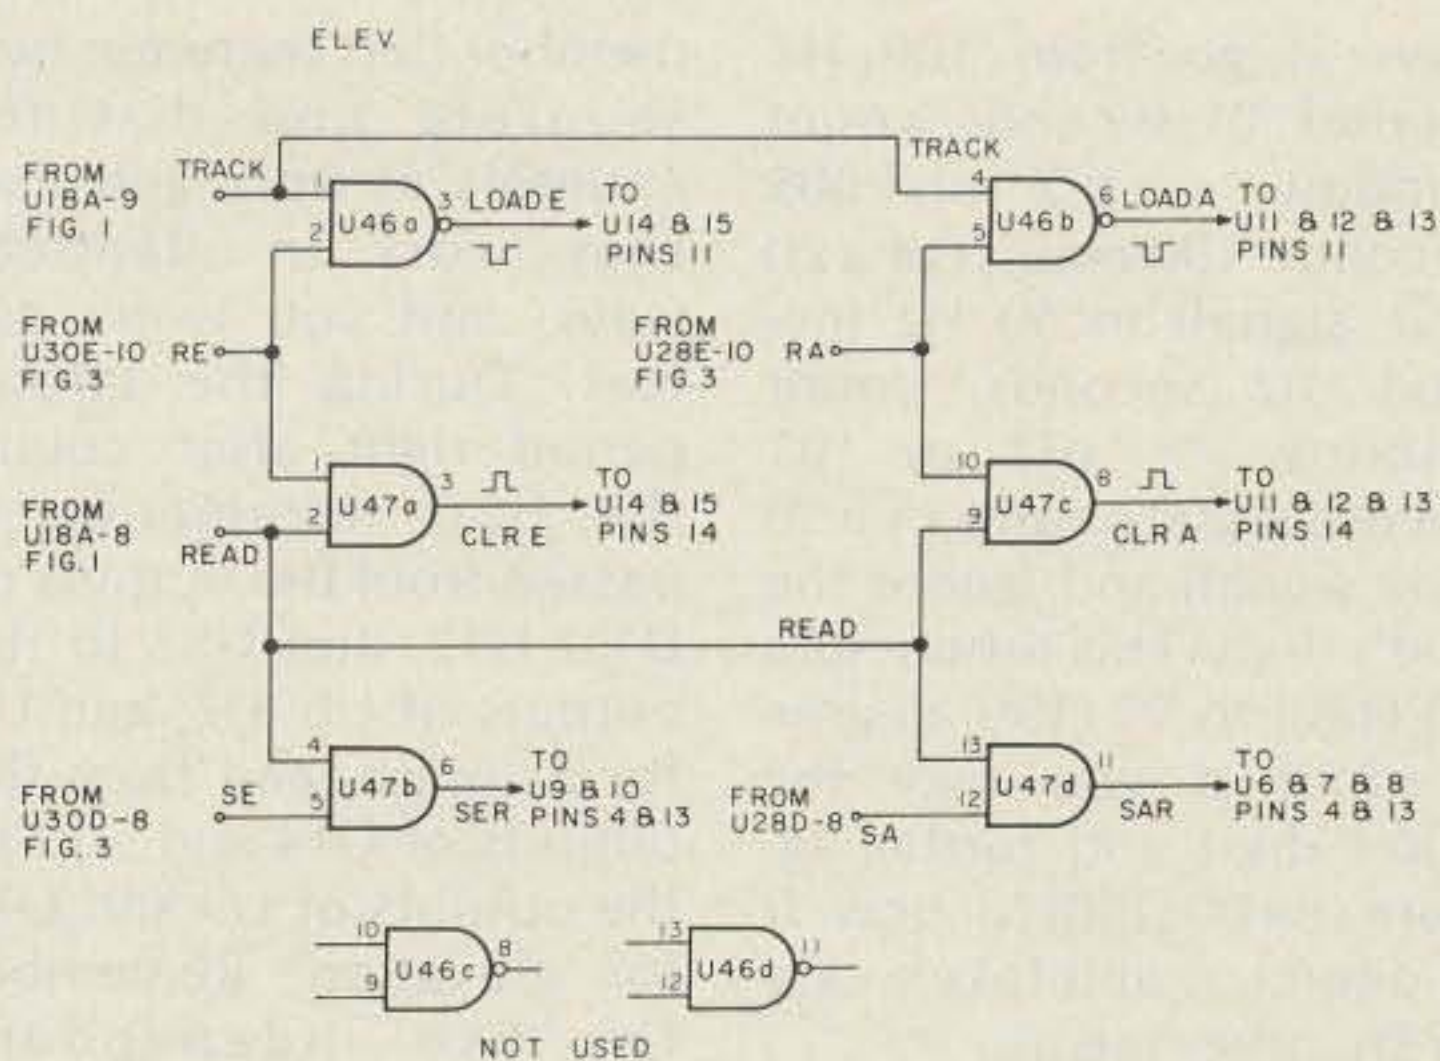 ELEV.
FROM
U18A-9
FIG. 1
TRACK
1
2
U46a
3
LOAD E
TO
U14 & 15
PINS 11
TRACK
4
5
U46b
6
LOAD A
TO
U11 & 12 & 13
PINS 11
FROM
U30E-10
FIG. 3
RE
FROM
U28E-10
FIG. 3
RA
FROM
U18A-8
FIG. 1
READ
1
2
U47a
3
CLR E
TO
U14 & 15
PINS 14
10
9
U47c
8
CLR A
TO
U11 & 12 & 13
PINS 14
READ
FROM
U30D-8
FIG. 3
SE
4
5
U47b
6
SER
TO
U9 & 10
PINS 4 & 13
FROM
U28D-8
SA
13
12
U47d
11
SAR
TO
U6 & 7 & 8
PINS 4 & 13
10
9
U46c
8
13
12
U46d
11
NOT USED